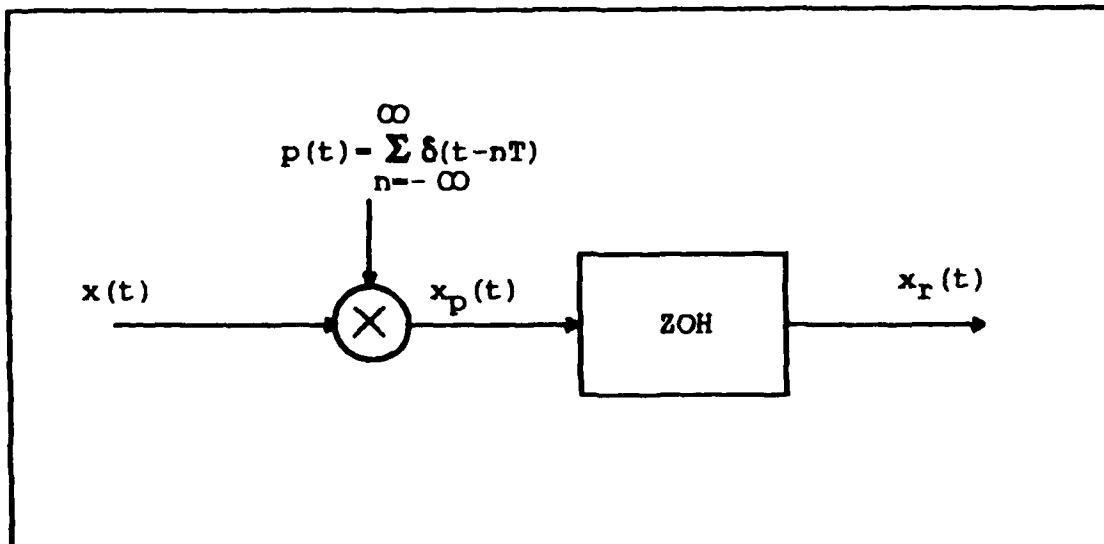 ∞
p(t)= Σ δ(t-nT)
n=- ∞
x(t)
x_p(t)
ZOH
x_r(t)